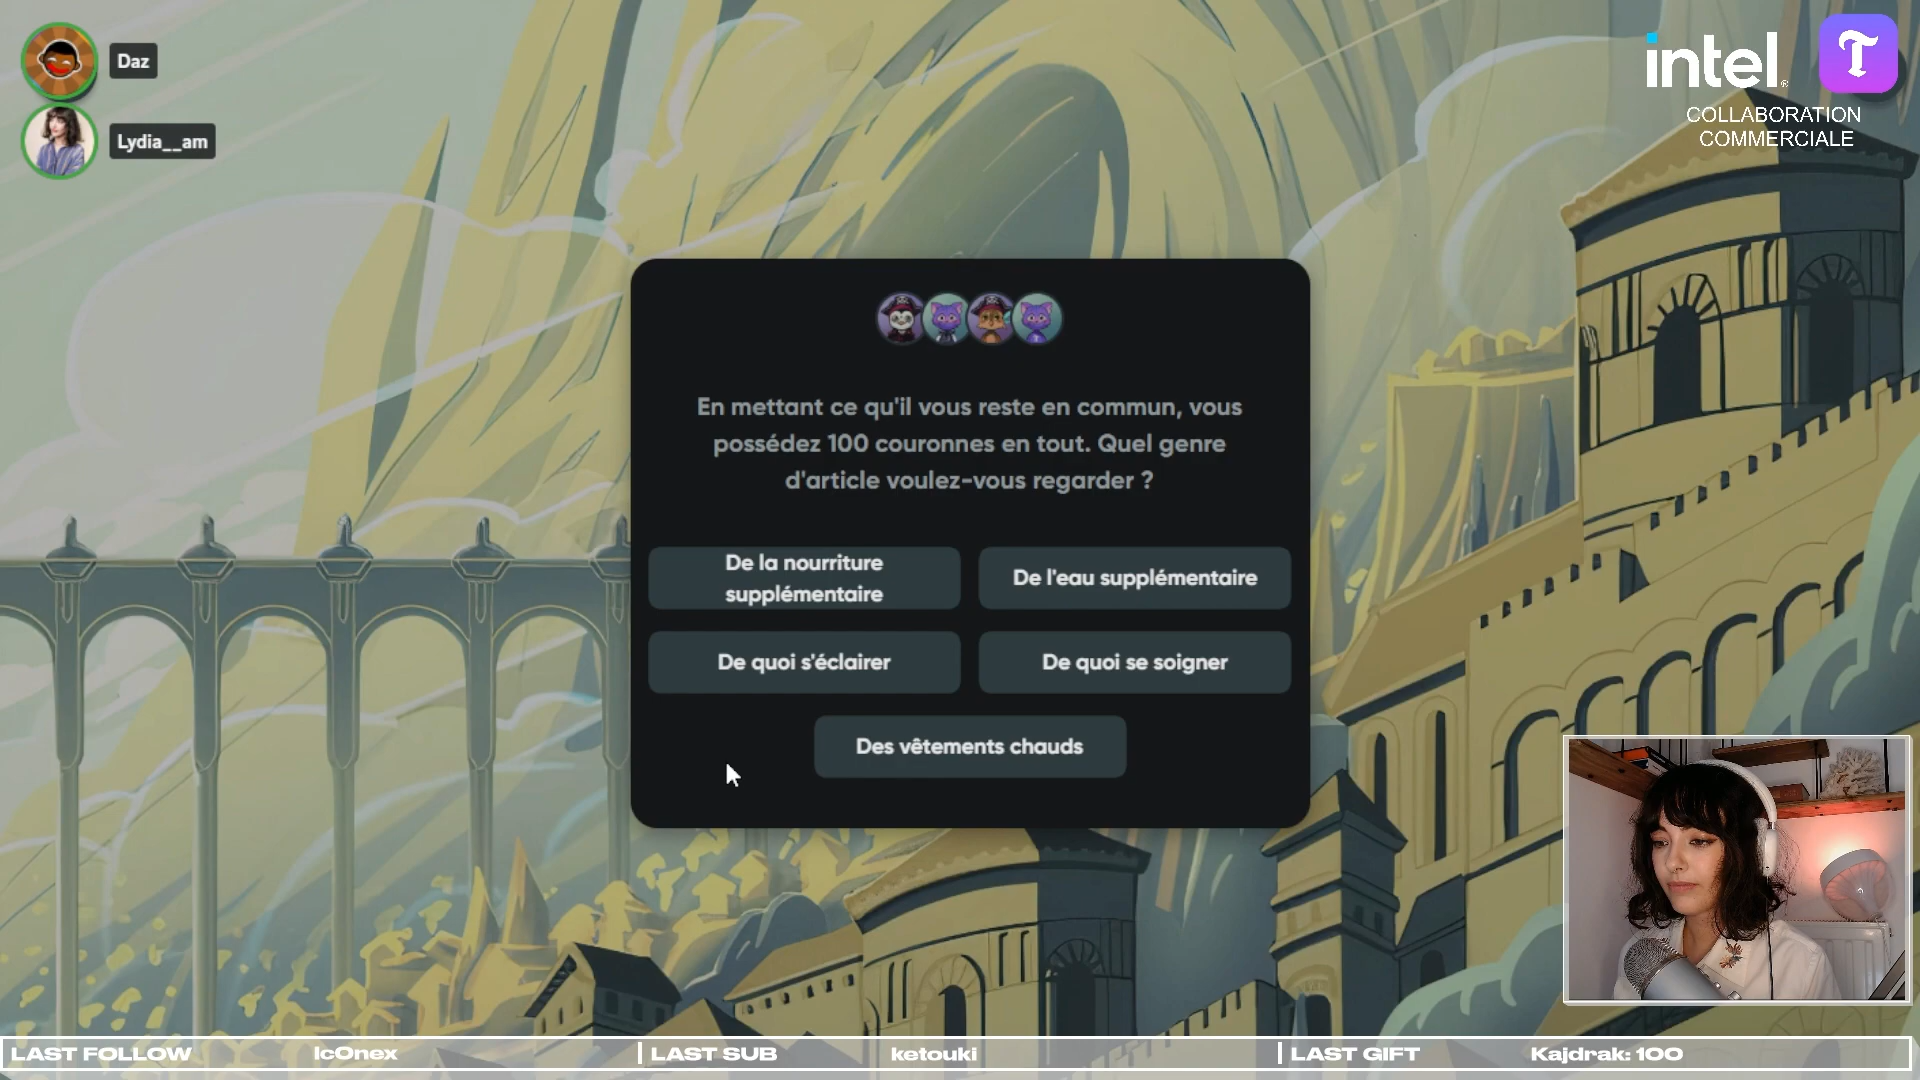 Daz
Lydia__am
intel
COLLABORATION
COMMERCIALE
En mettant ce qu'il vous reste en commun, vous
possédez 100 couronnes en tout. Quel genre
d'article voulez-vous regarder ?
De la nourriture
supplémentaire
De l'eau supplémentaire
De quoi s'éclairer
De quoi se soigner
Des vêtements chauds
LAST FOLLOW IcOnex | LAST SUB ketouki | LAST GIFT Kajdrak: 100